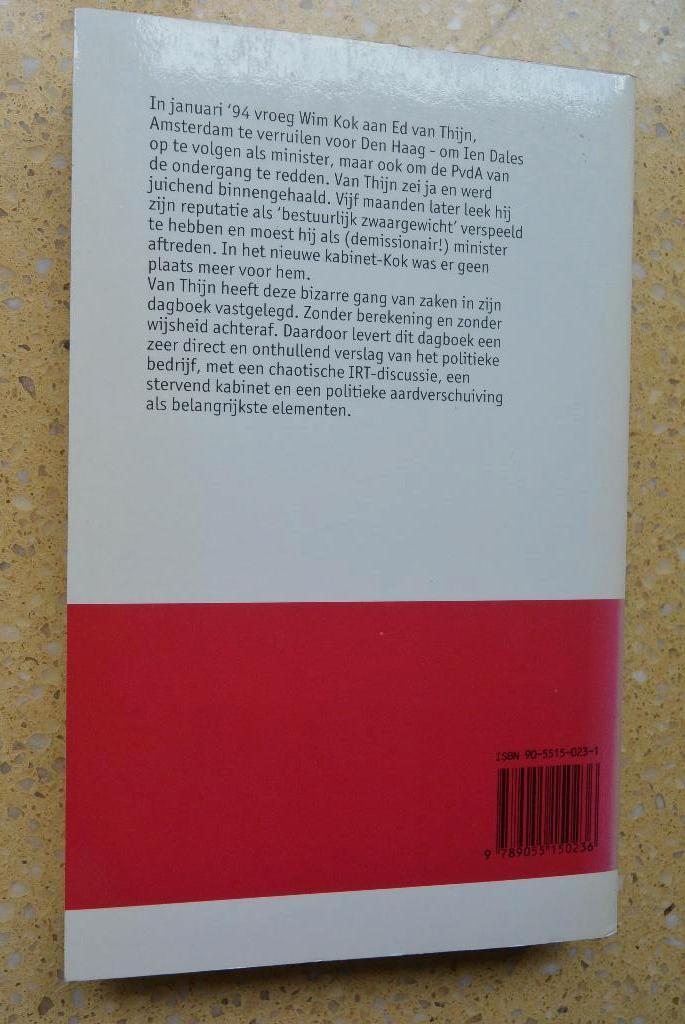 In januari '94 vroeg Wim Kok aan Ed van Thijn,
Amsterdam te verruilen voor Den Haag - om Ien Dales
op te volgen als minister, maar ook om de PvdA van
de ondergang te redden. Van Thijn zei ja en werd
juichend binnengehaald. Vijf maanden later leek hij
zijn reputatie als 'bestuurlijk zwaargewicht' verspeeld
te hebben en moest hij als (demissionair!) minister
aftreden. In het nieuwe kabinet-Kok was er geen
plaats meer voor hem.
Van Thijn heeft deze bizarre gang van zaken in zijn
dagboek vastgelegd. Zonder berekening en zonder
wijsheid achteraf. Daardoor levert dit dagboek een
zeer direct en onthullend verslag van het politieke
bedrijf, met een chaotische IRT-discussie, een
stervend kabinet en een politieke aardverschuiving
als belangrijkste elementen.
ISBN 90-5515-023-1
9 789055 150236